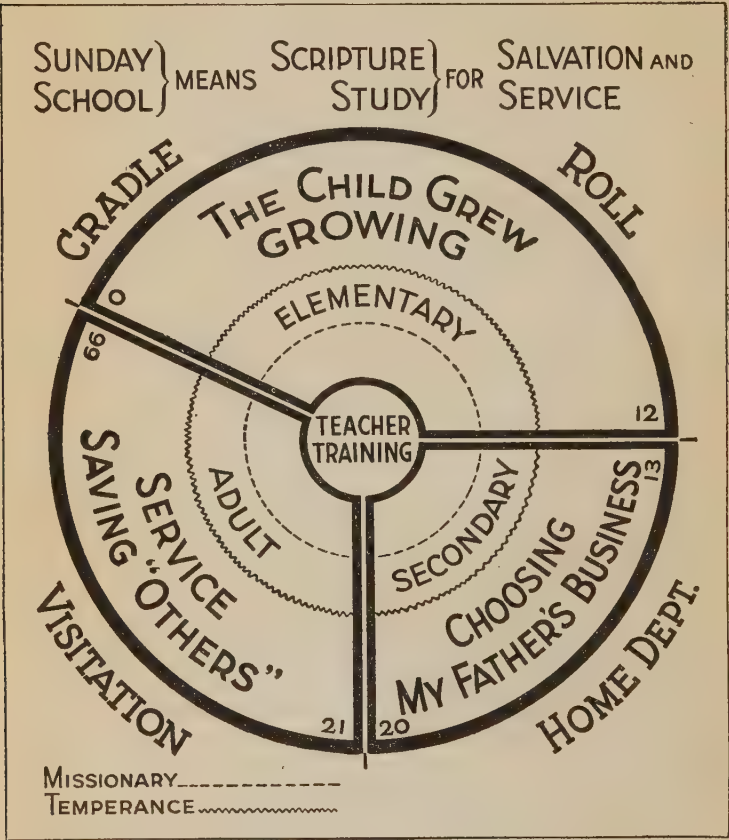 SUNDAY
SCHOOL } MEANS SCRIPTURE
STUDY } FOR SALVATION AND
SERVICE
CRADLE ROLL
THE CHILD GREW
GROWING
ELEMENTARY
0
99
12
13
TEACHER
TRAINING
ADULT
SERVICE
SAVING "OTHERS"
SECONDARY
CHOOSING
MY FATHER'S BUSINESS
21
20
VISITATION
HOME DEPT.
MISSIONARY
TEMPERANCE